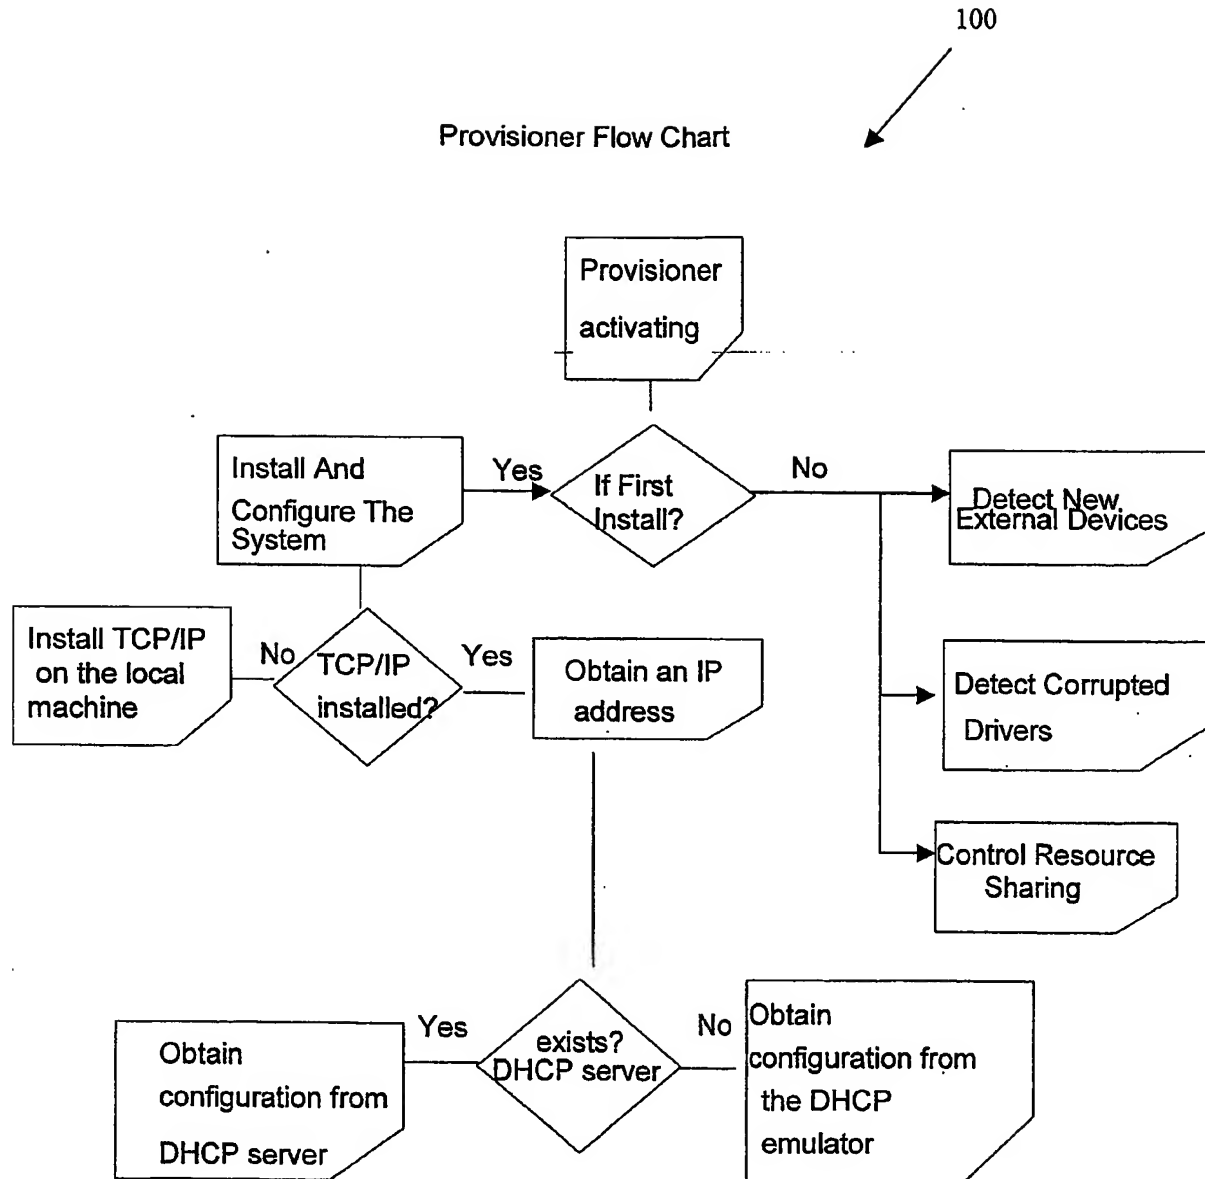 100
Provisioner Flow Chart
Provisioner
activating
Install And
Configure The
System
Yes
If First
Install?
No
Detect New
External Devices
Install TCP/IP
on the local
machine
No
TCP/IP
installed?
Yes
Obtain an IP
address
Detect Corrupted
Drivers
Control Resource
Sharing
Obtain
configuration from
DHCP server
Yes
exists?
DHCP server
No
Obtain
configuration from
the DHCP
emulator